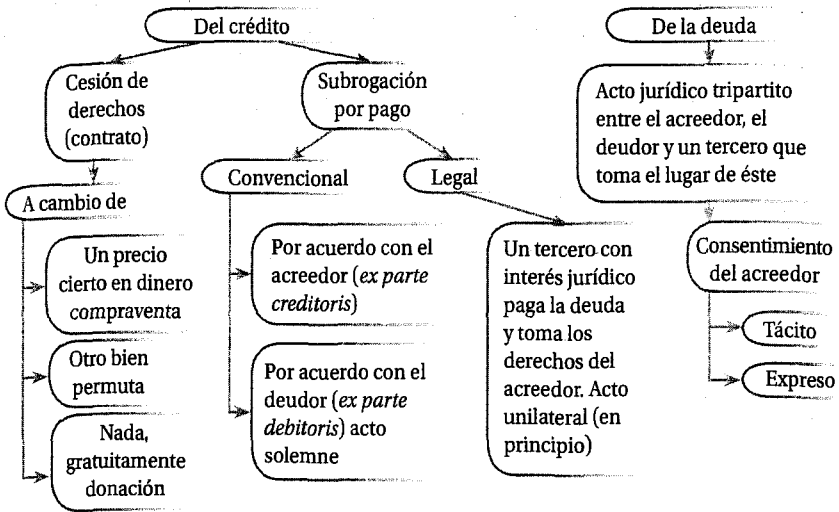 Del crédito
Cesión de
derechos
(contrato)
A cambio de
Un precio
cierto en dinero
compraventa
Otro bien
permuta
Nada,
gratuitamente
donación
Subrogación
por pago
Convencional
Por acuerdo con el
acreedor (ex parte
creditoris)
Por acuerdo con el
deudor (ex parte
debitoris) acto
solemne
Legal
Un tercero con
interés jurídico
paga la deuda
y toma los
derechos del
acreedor. Acto
unilateral (en
principio)
De la deuda
Acto jurídico tripartito
entre el acreedor, el
deudor y un tercero que
toma el lugar de éste
Consentimiento
del acreedor
Tácito
Expreso